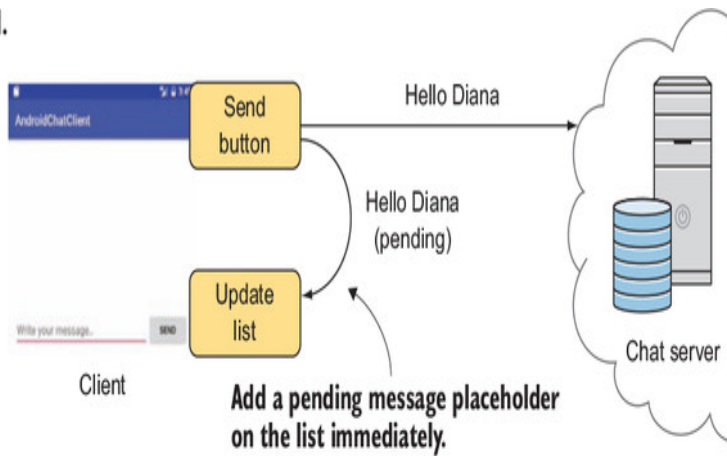 AndroidChatClient
Send
button
Hello Diana
Hello Diana
(pending)
Update
list
Write your message..
SEND
Client
Chat server
Add a pending message placeholder
on the list immediately.